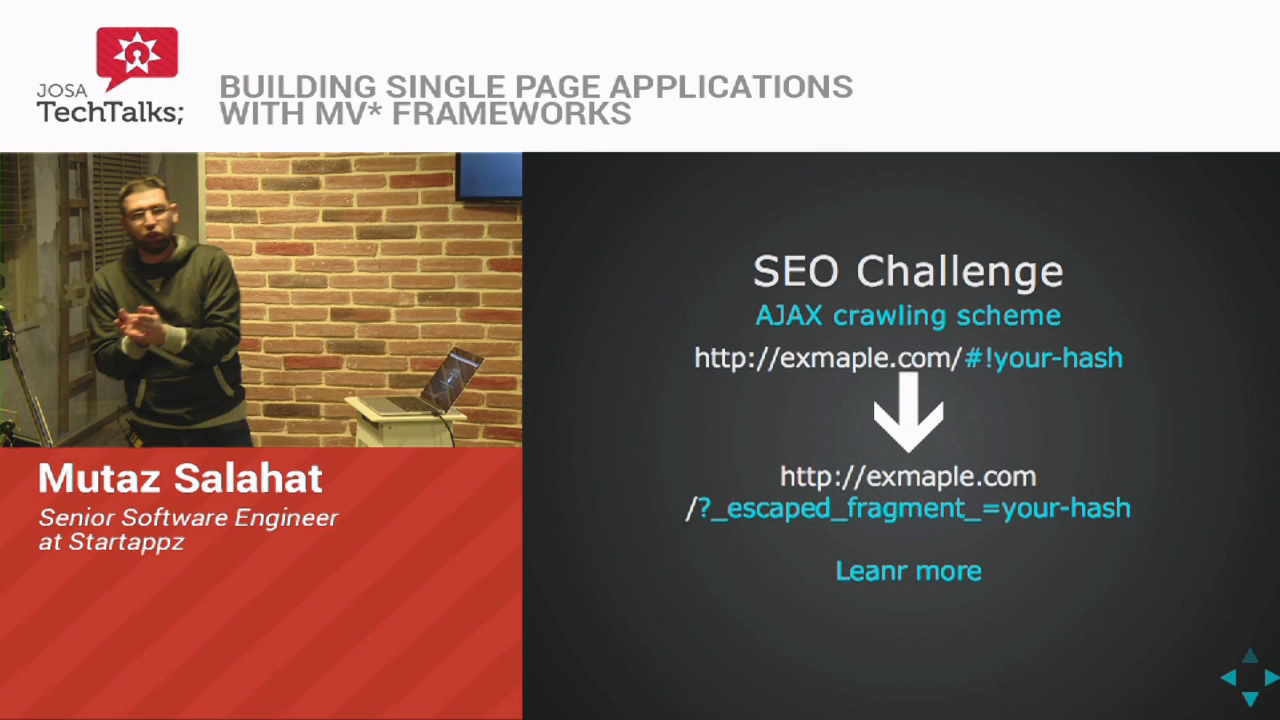 JOSA
TechTalks;
BUILDING SINGLE PAGE APPLICATIONS
WITH MV* FRAMEWORKS
SEO Challenge
AJAX crawling scheme
http://exmaple.com/#!your-hash
http://exmaple.com
/?_escaped_fragment_=your-hash
Leanr more
Mutaz Salahat
Senior Software Engineer
at Startappz